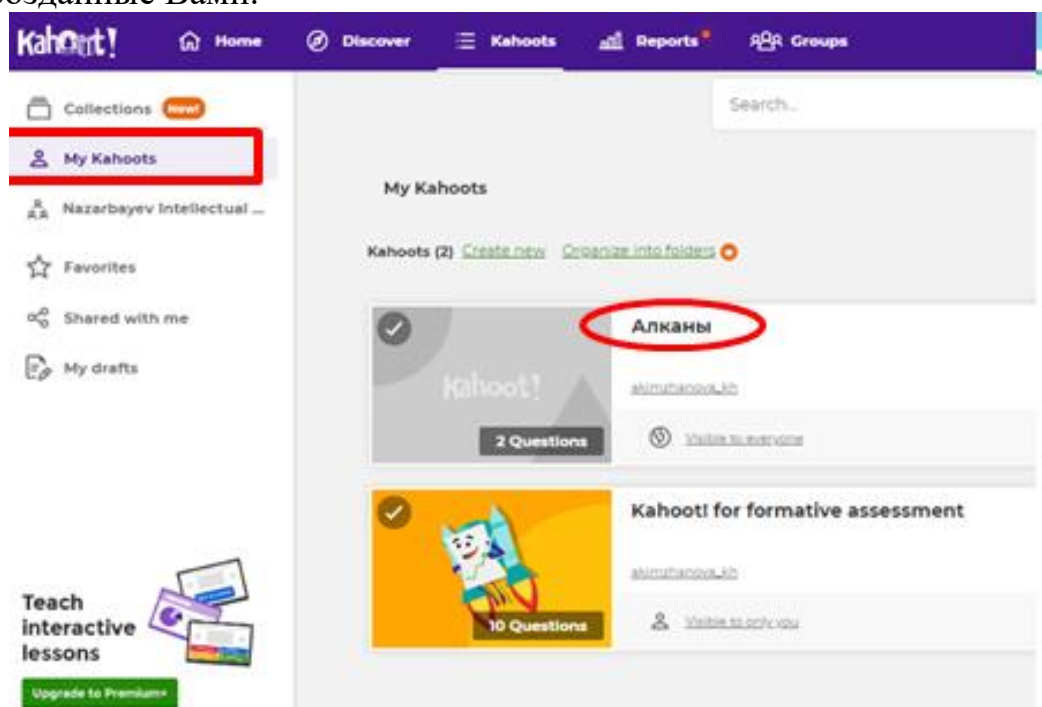 созданные Вами.
Kahoot!
Home
Discover
Kahoots
Reports
Groups
Collections New!
My Kahoots
Nazarbayev Intellectual ...
Favorites
Shared with me
My drafts
Teach
interactive
lessons
Upgrade to Premium+
Search...
My Kahoots
Kahoots (2) Create new Organize into folders
Kahoot!
2 Questions
Алканы
akimzhanova_kh
Visible to everyone
10 Questions
Kahoot! for formative assessment
akimzhanova_kh
Visible to only you